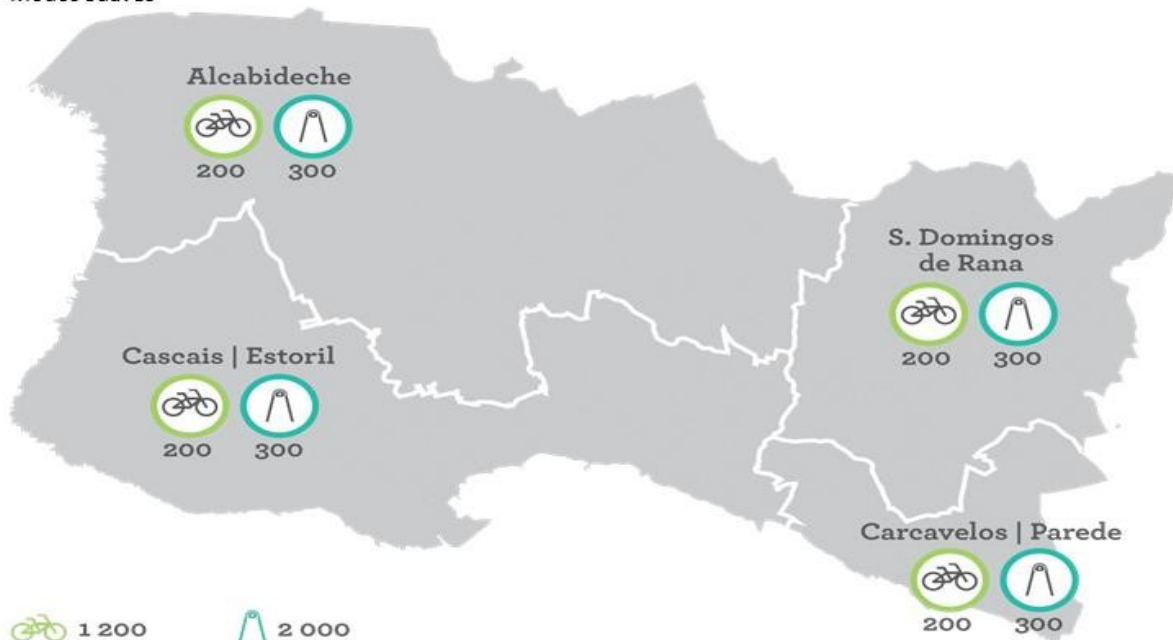 Alcabideche
200 300
S. Domingos
de Rana
200 300
Cascais | Estoril
200 300
Carcavelos | Parede
200 300
1 200 2 000